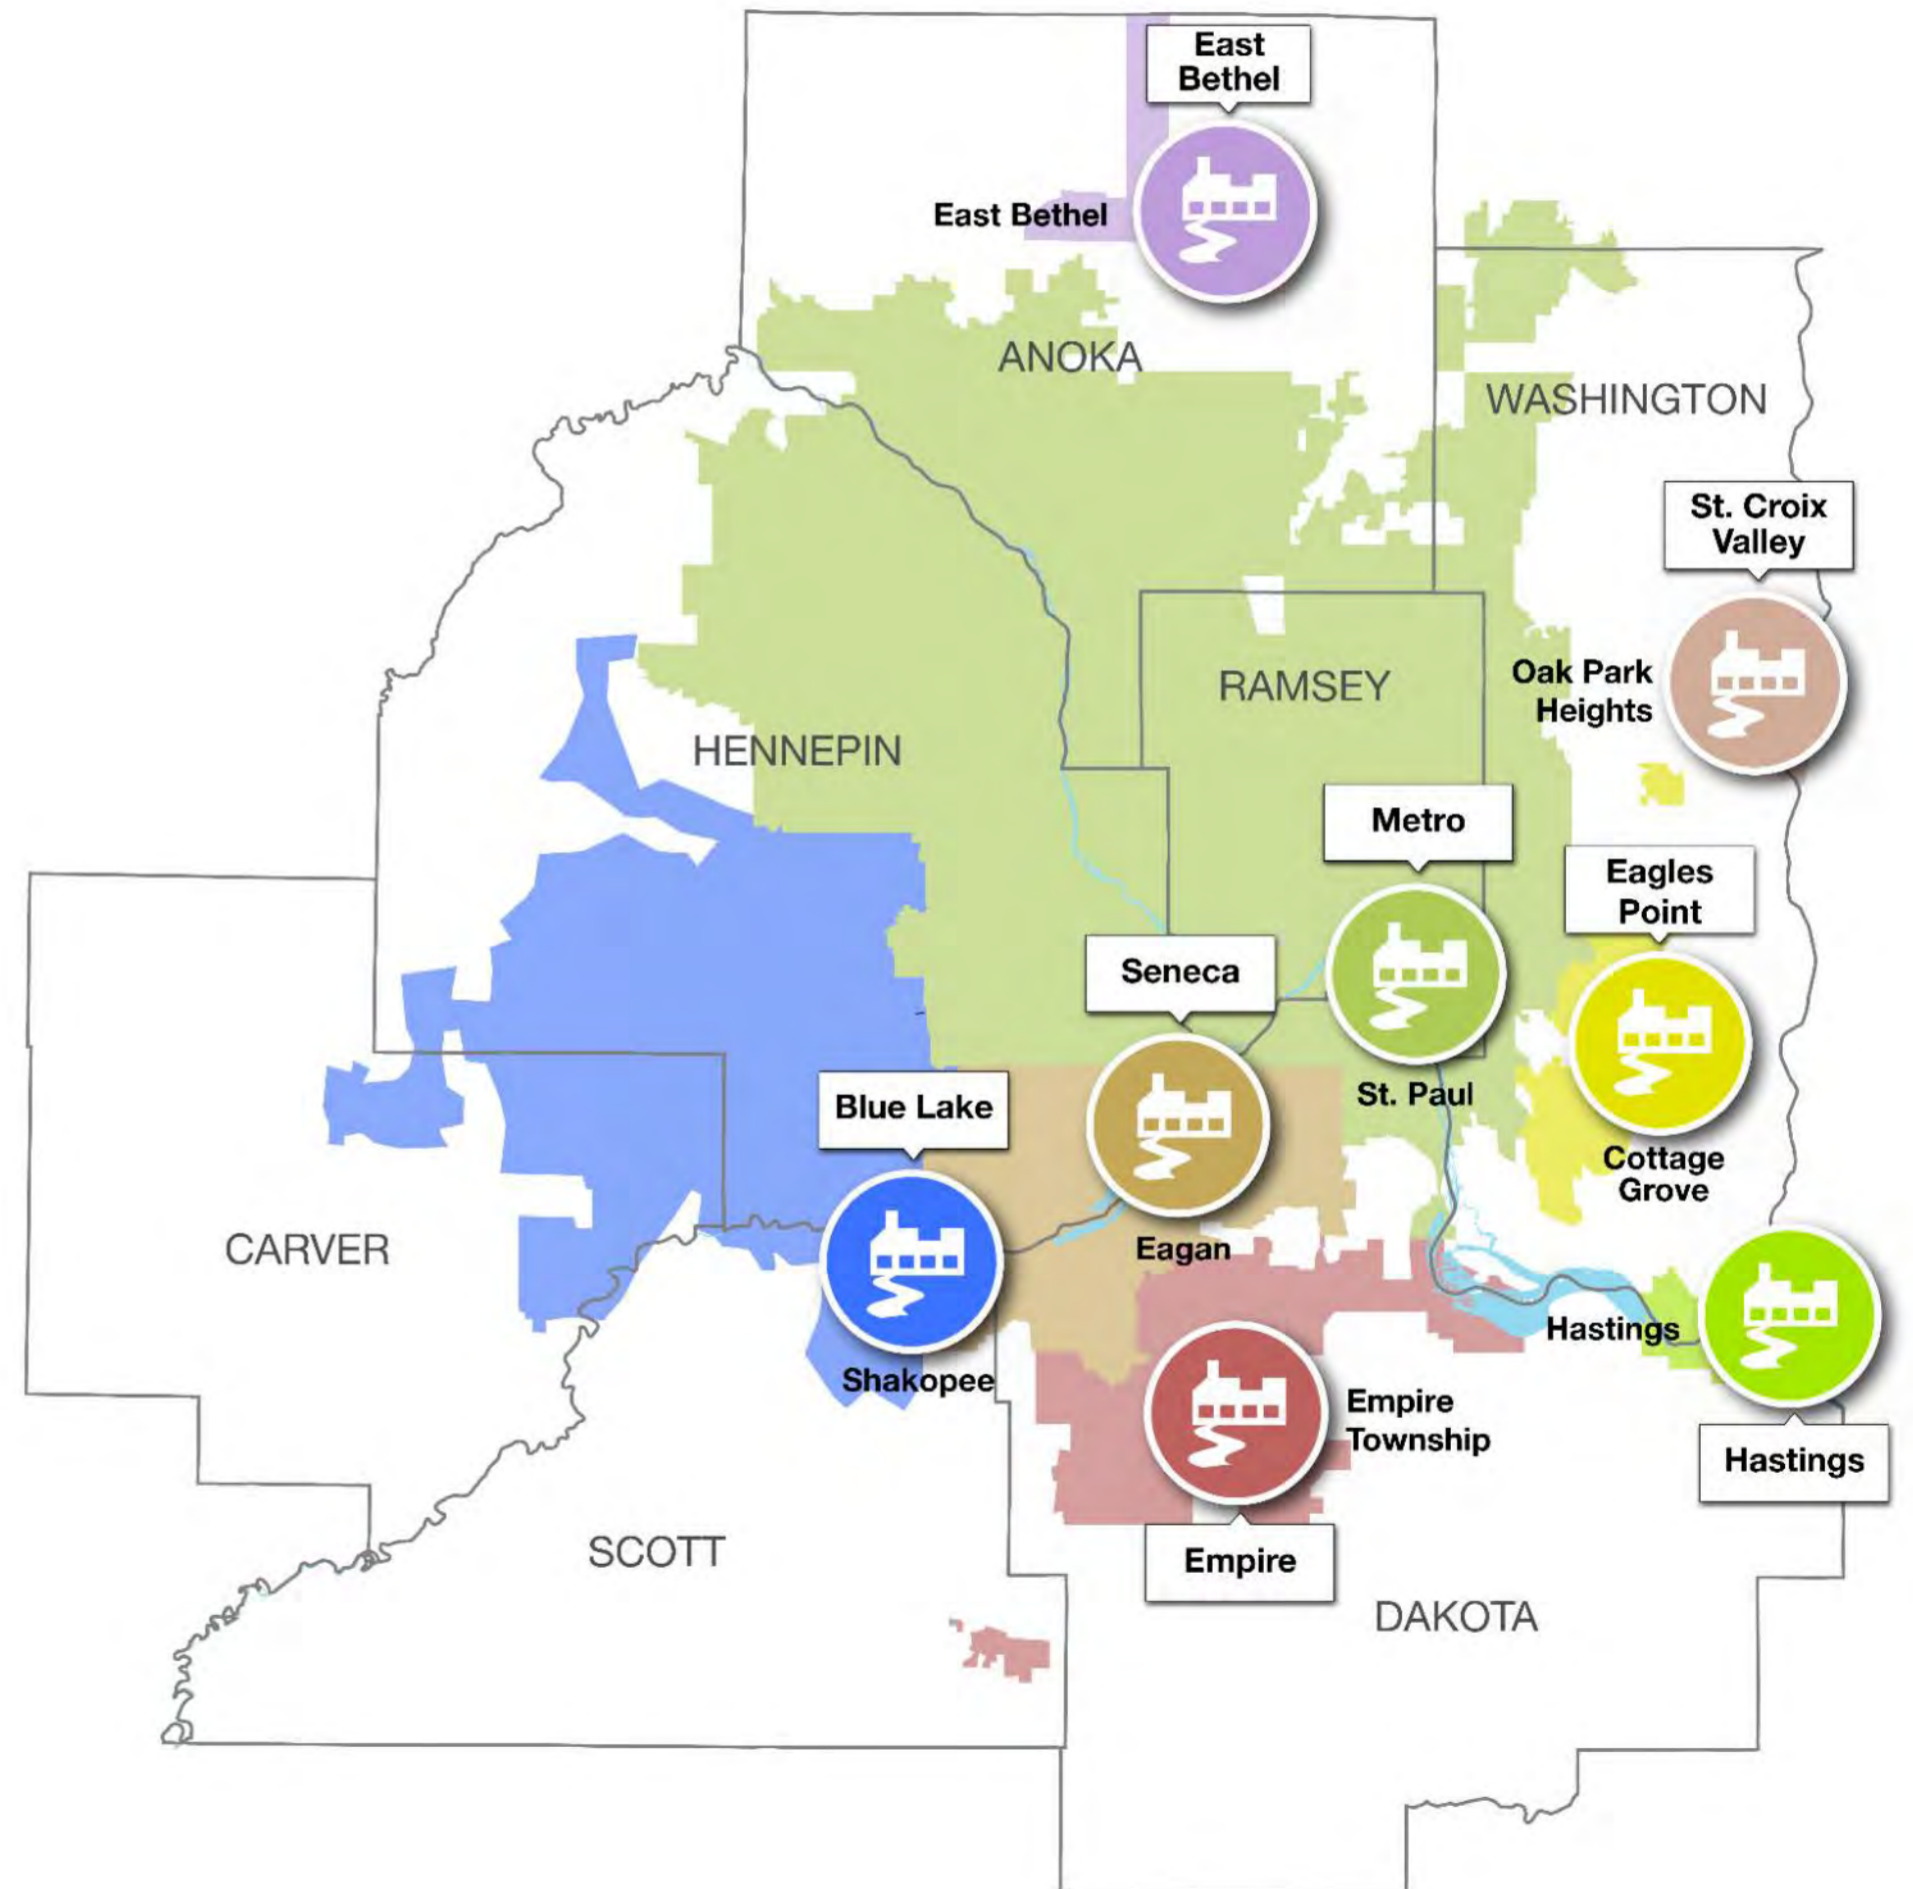 East
Bethel
East Bethel
ANOKA
WASHINGTON
St. Croix
Valley
Oak Park
Heights
RAMSEY
HENNEPIN
Metro
Eagles
Point
Seneca
St. Paul
Blue Lake
Cottage
Grove
CARVER
Eagan
Hastings
Shakopee
Empire
Township
Hastings
SCOTT
Empire
DAKOTA